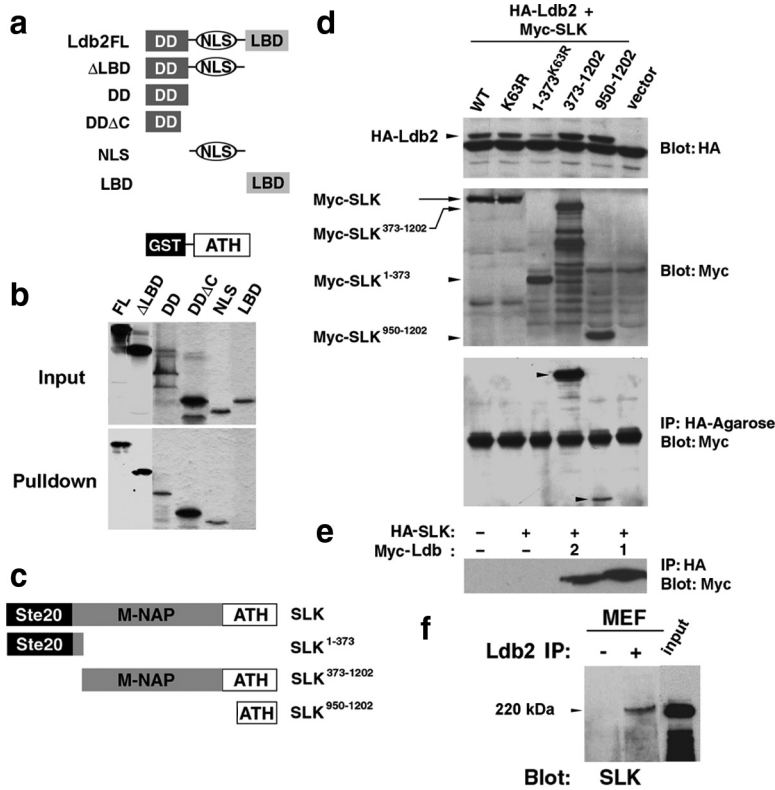 a
Ldb2FL DD NLS LBD
ΔLBD DD NLS
DD DD
DDΔC DD
NLS NLS
LBD LBD
GST ATH
b
FL ΔLBD DD DDΔC NLS LBD
Input
Pulldown
c
Ste20 M-NAP ATH SLK
Ste20 SLK1-373
M-NAP ATH SLK373-1202
ATH SLK950-1202
d
HA-Ldb2 +
Myc-SLK
WT K63R 1-373K63R 373-1202 950-1202 vector
HA-Ldb2 Blot: HA
Myc-SLK
Myc-SLK373-1202
Blot: Myc
Myc-SLK1-373
Myc-SLK950-1202
IP: HA-Agarose
Blot: Myc
e
HA-SLK: – + + +
Myc-Ldb : – – 2 1
IP: HA
Blot: Myc
f
MEF
Ldb2 IP: - + input
220 kDa
Blot: SLK